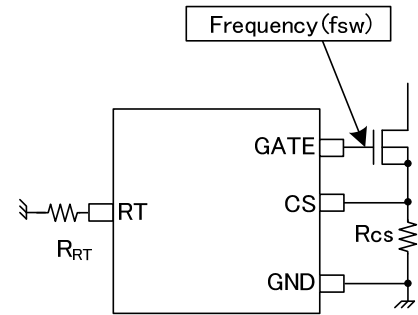 Frequency(fsw)
GATE
CS
RT
RRT
Rcs
GND